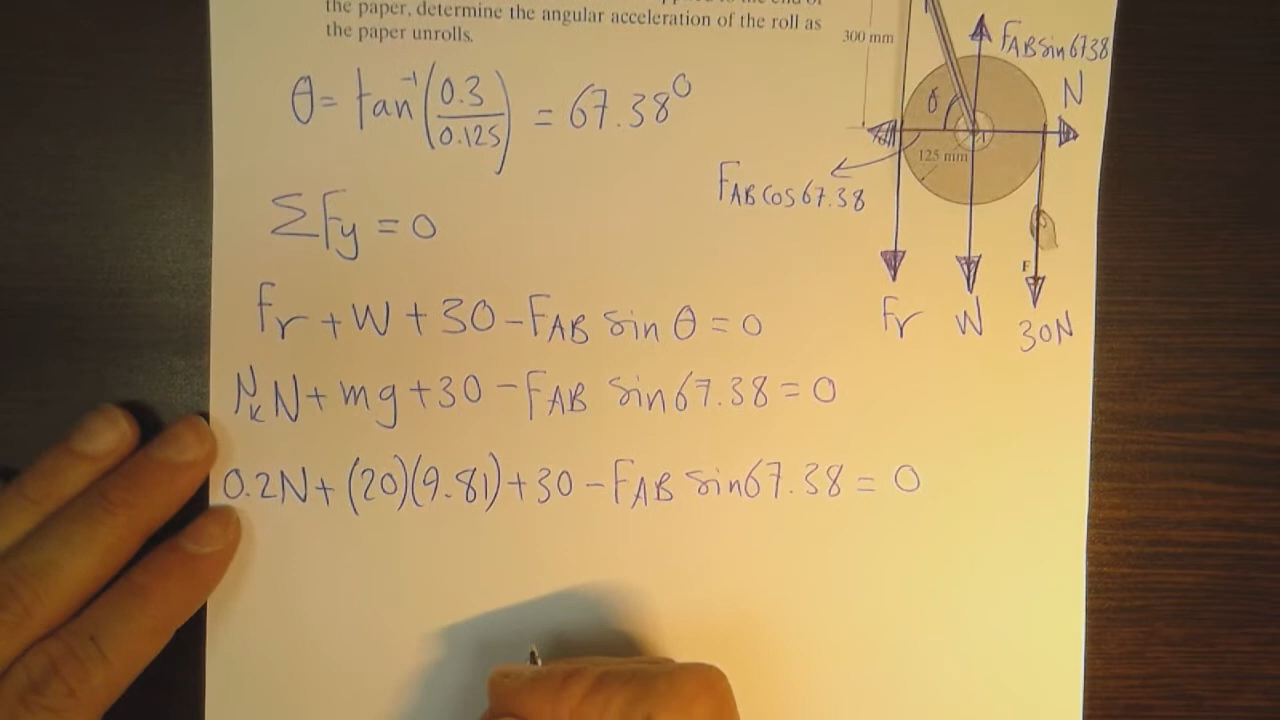 the paper, determine the angular acceleration of the roll as
the paper unrolls.
300 mm
FAB sin 67.38
N
θ = tan⁻¹(0.3/0.125) = 67.38⁰
θ
A
125 mm
FAB cos 67.38
ΣFy = 0
F
Fr W 30N
Fr + W + 30 - FAB sin θ = 0
μk N + mg + 30 - FAB sin 67.38 = 0
0.2N + (20)(9.81) + 30 - FAB sin 67.38 = 0